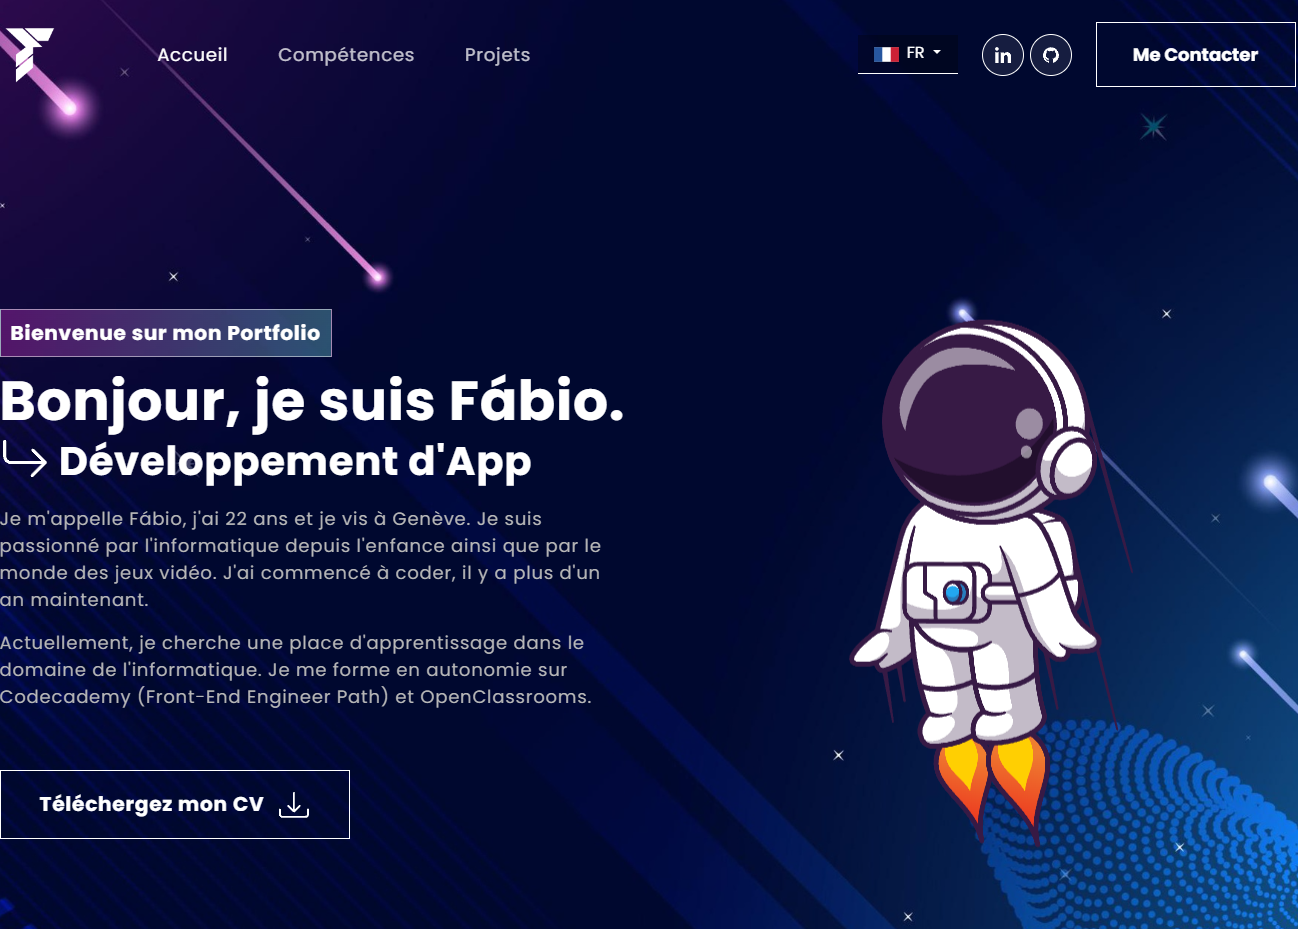 Accueil Compétences Projets FR Me Contacter
Bienvenue sur mon Portfolio
Bonjour, je suis Fábio.
Développement d'App
Je m'appelle Fábio, j'ai 22 ans et je vis à Genève. Je suis
passionné par l'informatique depuis l'enfance ainsi que par le
monde des jeux vidéo. J'ai commencé à coder, il y a plus d'un
an maintenant.
Actuellement, je cherche une place d'apprentissage dans le
domaine de l'informatique. Je me forme en autonomie sur
Codecademy (Front-End Engineer Path) et OpenClassrooms.
Téléchargez mon CV